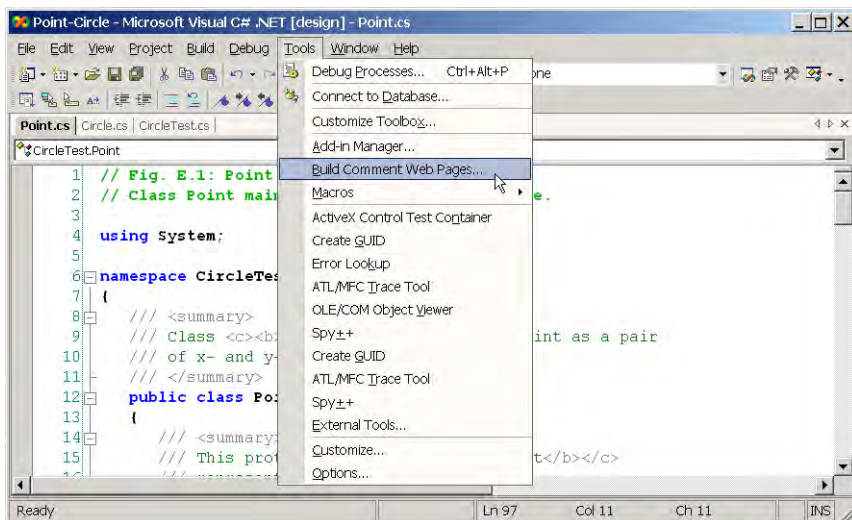 Point-Circle - Microsoft Visual C# .NET [design] - Point.cs
File Edit View Project Build Debug Tools Window Help
Debug Processes... Ctrl+Alt+P
one
Connect to Database...
Customize Toolbox...
Point.cs Circle.cs CircleTest.cs
CircleTest.Point
Add-in Manager...
Build Comment Web Pages...
Macros
ActiveX Control Test Container
Create GUID
Error Lookup
ATL/MFC Trace Tool
OLE/COM Object Viewer
Spy++
Create GUID
ATL/MFC Trace Tool
Spy++
External Tools...
Customize...
Options...
1 // Fig. E.1: Point
2 // Class Point main e.
3
4 using System;
5
6 namespace CircleTes
7 {
8 /// <summary>
9 /// Class <c><b> int as a pair
10 /// of x- and y-
11 /// </summary>
12 public class Poi
13 {
14 /// <summary>
15 /// This prot t</b></c>
Ready Ln 97 Col 11 Ch 11 INS